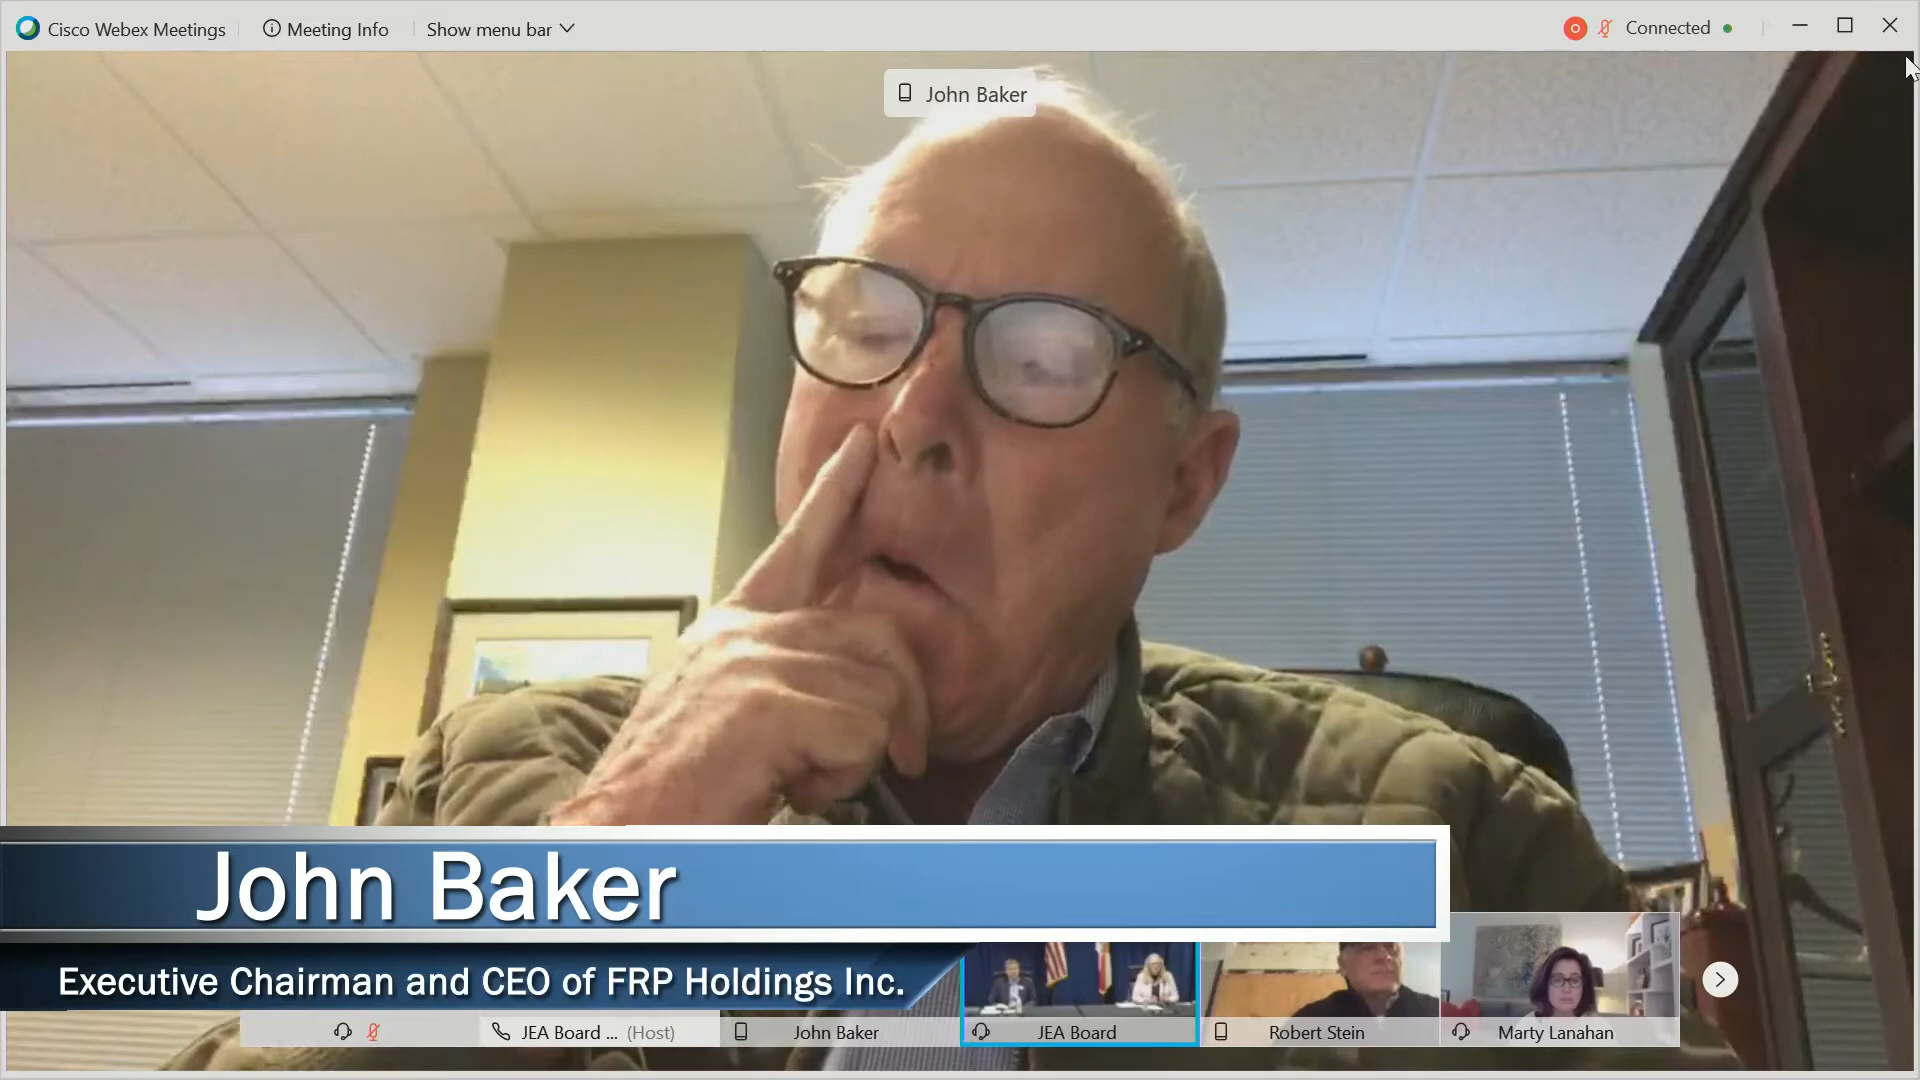 Cisco Webex Meetings Meeting Info Show menu bar Connected
John Baker
John Baker
Executive Chairman and CEO of FRP Holdings Inc.
JEA Board ... (Host) John Baker JEA Board Robert Stein Marty Lanahan